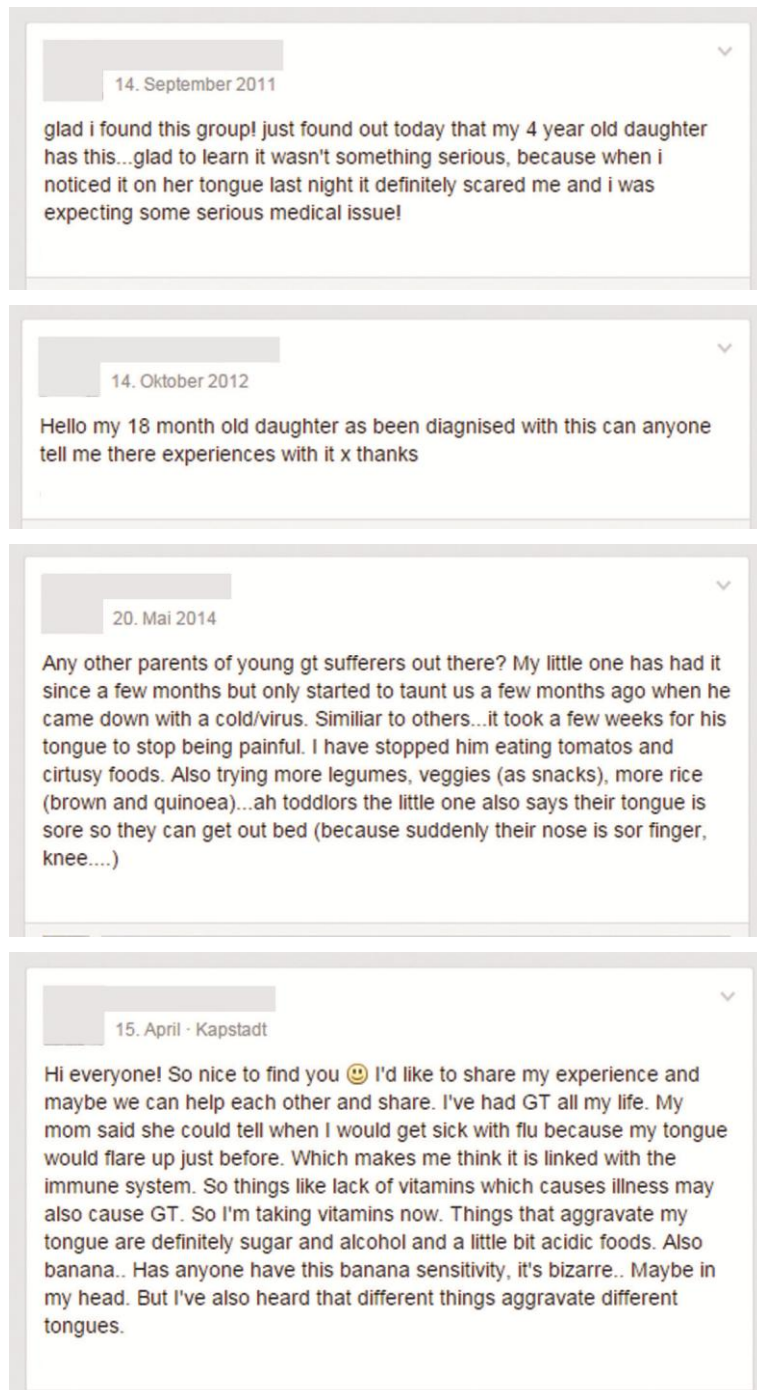 14. September 2011
glad i found this group! just found out today that my 4 year old daughter
has this...glad to learn it wasn't something serious, because when i
noticed it on her tongue last night it definitely scared me and i was
expecting some serious medical issue!
14. Oktober 2012
Hello my 18 month old daughter as been diagnised with this can anyone
tell me there experiences with it x thanks
20. Mai 2014
Any other parents of young gt sufferers out there? My little one has had it
since a few months but only started to taunt us a few months ago when he
came down with a cold/virus. Similiar to others...it took a few weeks for his
tongue to stop being painful. I have stopped him eating tomatos and
cirtusy foods. Also trying more legumes, veggies (as snacks), more rice
(brown and quinoea)...ah toddlors the little one also says their tongue is
sore so they can get out bed (because suddenly their nose is sor finger,
knee....)
15. April · Kapstadt
Hi everyone! So nice to find you 🙂 I'd like to share my experience and
maybe we can help each other and share. I've had GT all my life. My
mom said she could tell when I would get sick with flu because my tongue
would flare up just before. Which makes me think it is linked with the
immune system. So things like lack of vitamins which causes illness may
also cause GT. So I'm taking vitamins now. Things that aggravate my
tongue are definitely sugar and alcohol and a little bit acidic foods. Also
banana.. Has anyone have this banana sensitivity, it's bizarre.. Maybe in
my head. But I've also heard that different things aggravate different
tongues.